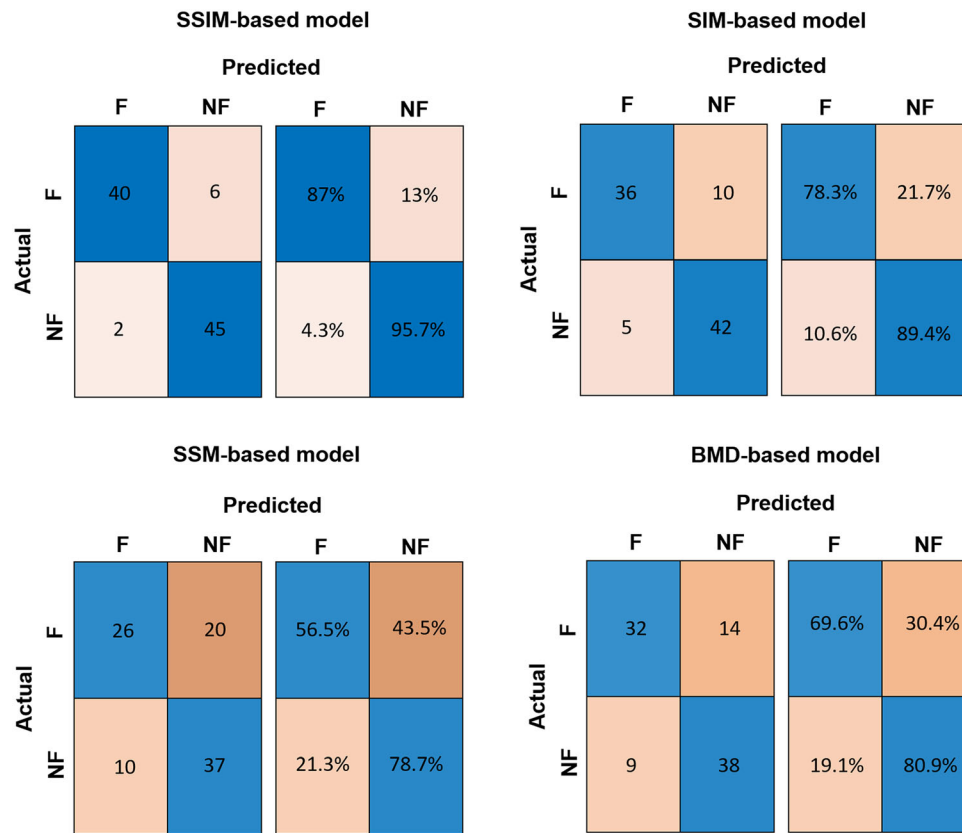 SSIM-based model
Predicted
F NF F NF
Actual
F 40 6 87% 13%
NF 2 45 4.3% 95.7%
SIM-based model
Predicted
F NF F NF
Actual
F 36 10 78.3% 21.7%
NF 5 42 10.6% 89.4%
SSM-based model
Predicted
F NF F NF
Actual
F 26 20 56.5% 43.5%
NF 10 37 21.3% 78.7%
BMD-based model
Predicted
F NF F NF
Actual
F 32 14 69.6% 30.4%
NF 9 38 19.1% 80.9%